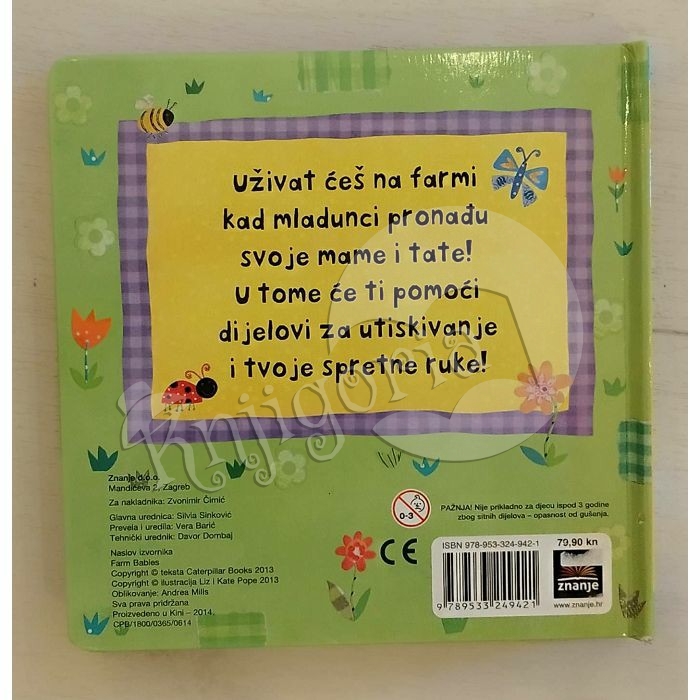 Uživat ćeš na farmi
kad mladunci pronađu
svoje mame i tate!
U tome će ti pomoći
dijelovi za utiskivanje
i tvoje spretne ruke!
Knjigoria
Znanje d.o.o.
Mandićeva 2, Zagreb
Za nakladnika: Zvonimir Čimić
Glavna urednica: Silvia Sinković
Prevela i uredila: Vera Barić
Tehnički urednik: Davor Dombaj
Naslov izvornika
Farm Babies
Copyright © teksta Caterpillar Books 2013
Copyright © ilustracija Liz i Kate Pope 2013
Oblikovanje: Andrea Mills
Sva prava pridržana
Proizvedeno u Kini – 2014.
CPB/1800/0365/0614
0-3
CE
PAŽNJA! Nije prikladno za djecu ispod 3 godine
zbog sitnih dijelova – opasnost od gušenja.
ISBN 978-953-324-942-1
9 789533 249421
79,90 kn
znanje
www.znanje.hr